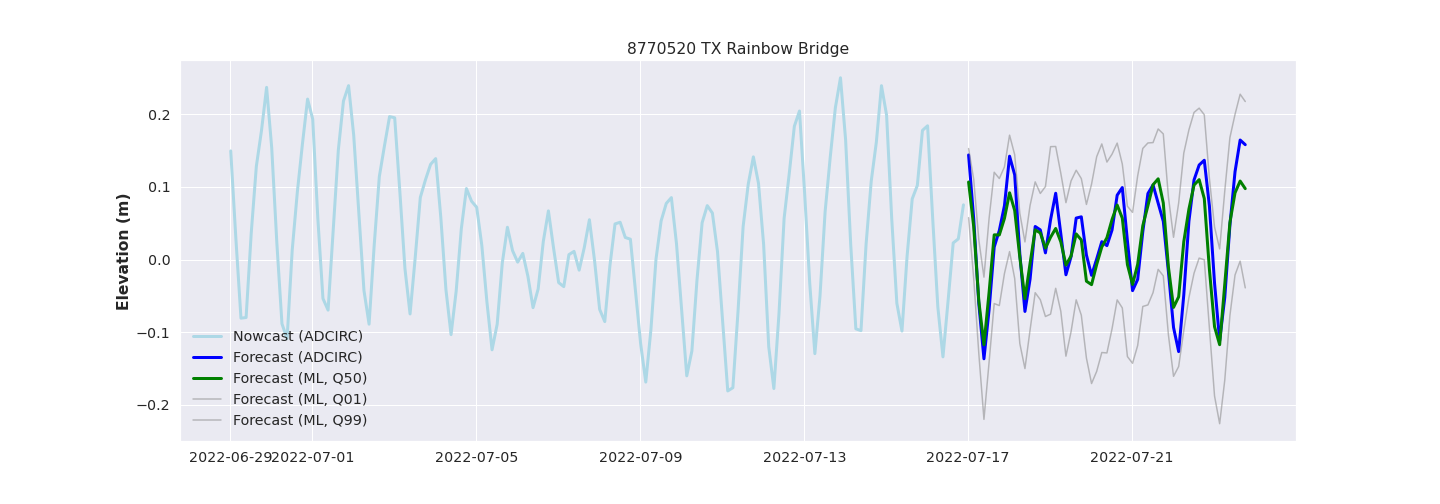 8770520 TX Rainbow Bridge
Elevation (m)
0.2
0.1
0.0
−0.1
−0.2
Nowcast (ADCIRC)
Forecast (ADCIRC)
Forecast (ML, Q50)
Forecast (ML, Q01)
Forecast (ML, Q99)
2022-06-29 2022-07-01 2022-07-05 2022-07-09 2022-07-13 2022-07-17 2022-07-21